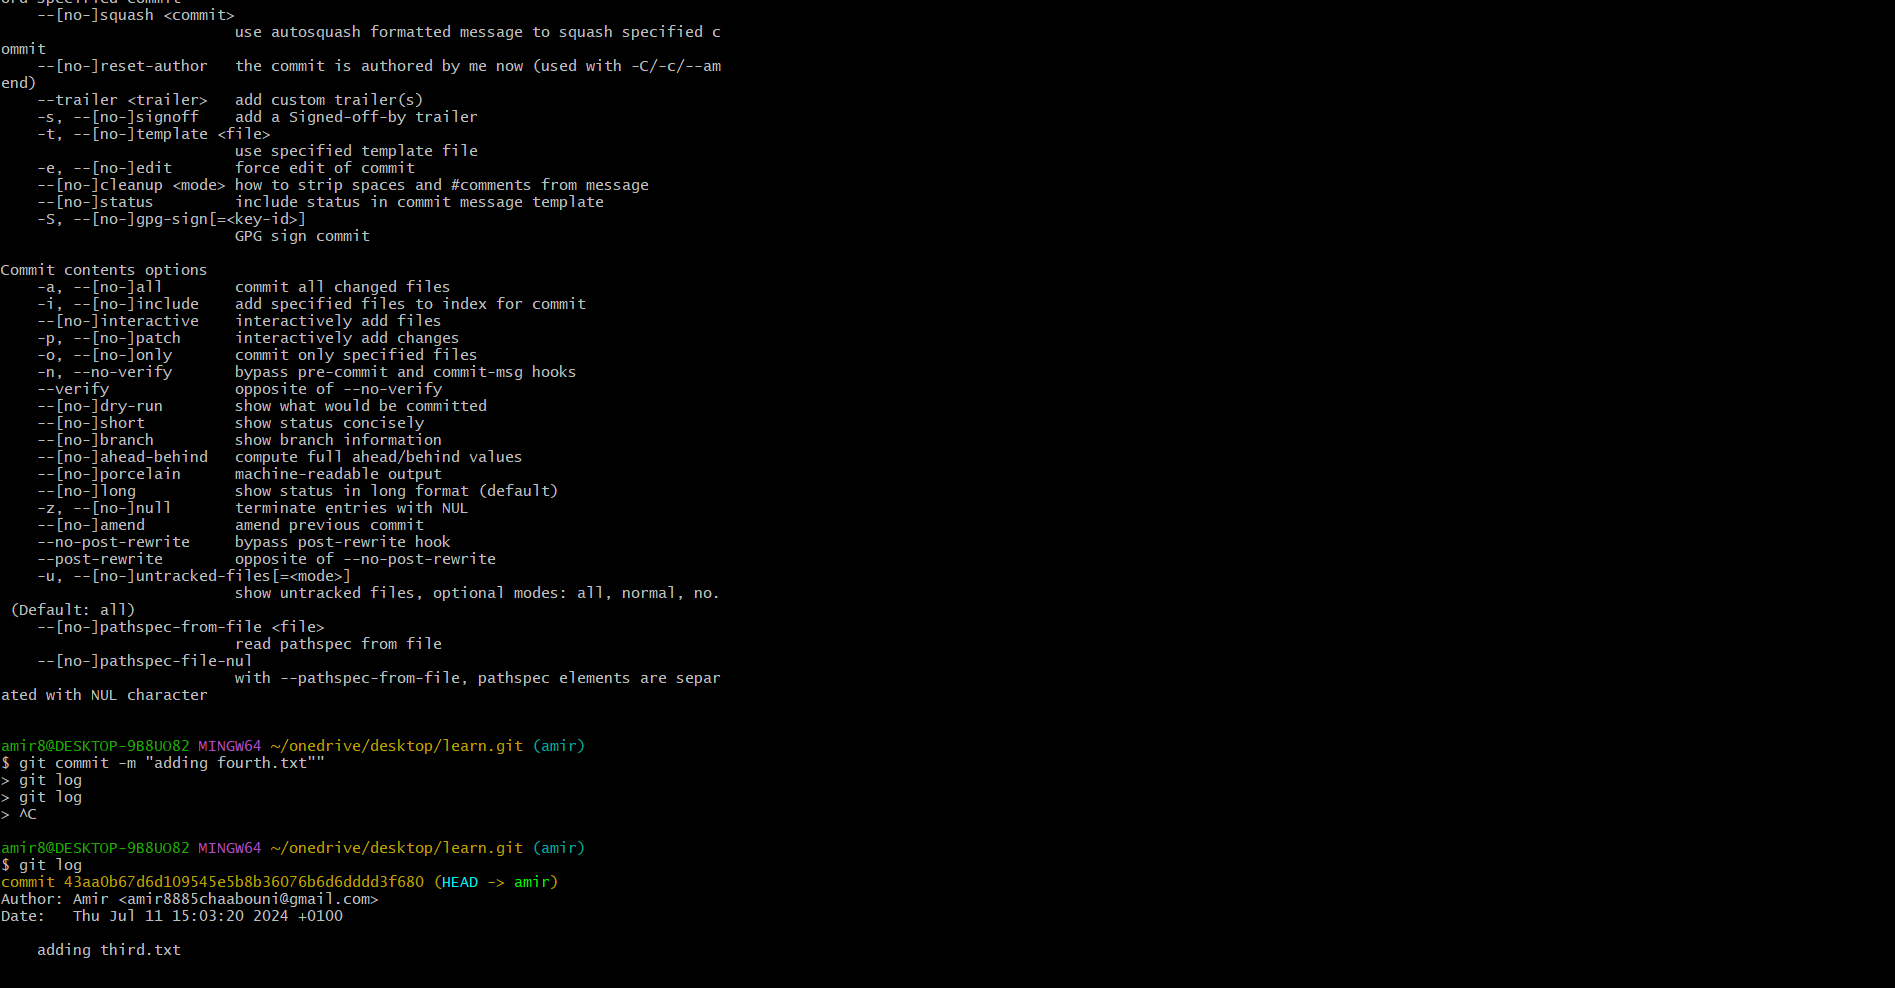 ord specified commit
--[no-]squash <commit>
use autosquash formatted message to squash specified c
ommit
--[no-]reset-author the commit is authored by me now (used with -C/-c/--am
end)
--trailer <trailer> add custom trailer(s)
-s, --[no-]signoff add a Signed-off-by trailer
-t, --[no-]template <file>
use specified template file
-e, --[no-]edit force edit of commit
--[no-]cleanup <mode> how to strip spaces and #comments from message
--[no-]status include status in commit message template
-S, --[no-]gpg-sign[=<key-id>]
GPG sign commit
Commit contents options
-a, --[no-]all commit all changed files
-i, --[no-]include add specified files to index for commit
--[no-]interactive interactively add files
-p, --[no-]patch interactively add changes
-o, --[no-]only commit only specified files
-n, --no-verify bypass pre-commit and commit-msg hooks
--verify opposite of --no-verify
--[no-]dry-run show what would be committed
--[no-]short show status concisely
--[no-]branch show branch information
--[no-]ahead-behind compute full ahead/behind values
--[no-]porcelain machine-readable output
--[no-]long show status in long format (default)
-z, --[no-]null terminate entries with NUL
--[no-]amend amend previous commit
--no-post-rewrite bypass post-rewrite hook
--post-rewrite opposite of --no-post-rewrite
-u, --[no-]untracked-files[=<mode>]
show untracked files, optional modes: all, normal, no.
(Default: all)
--[no-]pathspec-from-file <file>
read pathspec from file
--[no-]pathspec-file-nul
with --pathspec-from-file, pathspec elements are separ
ated with NUL character
amir8@DESKTOP-9B8UO82 MINGW64 ~/onedrive/desktop/learn.git (amir)
$ git commit -m "adding fourth.txt""
> git log
> git log
> ^C
amir8@DESKTOP-9B8UO82 MINGW64 ~/onedrive/desktop/learn.git (amir)
$ git log
commit 43aa0b67d6d109545e5b8b36076b6d6dddd3f680 (HEAD -> amir)
Author: Amir <amir8885chaabouni@gmail.com>
Date: Thu Jul 11 15:03:20 2024 +0100
adding third.txt